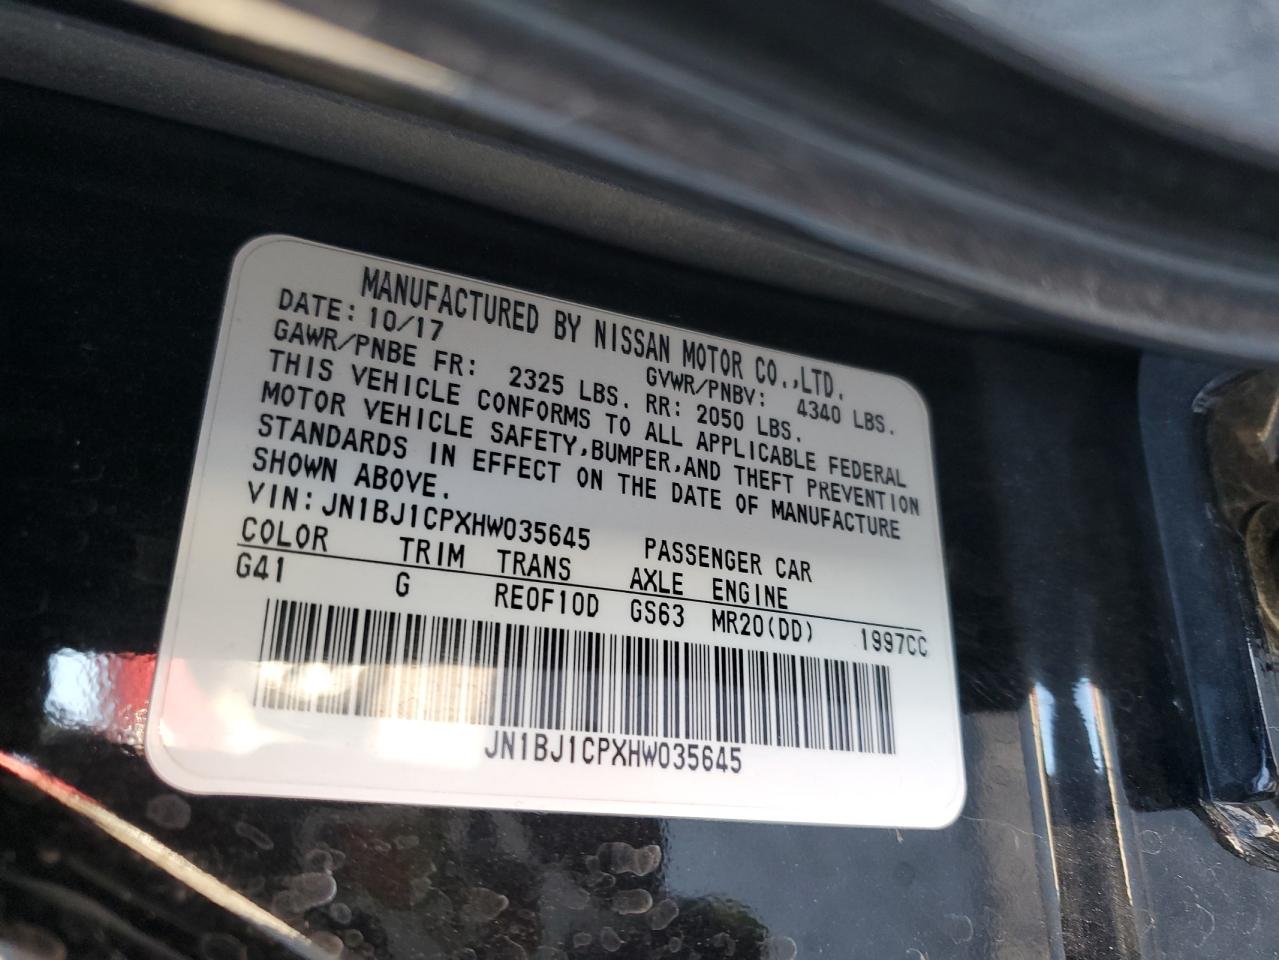 MANUFACTURED BY NISSAN MOTOR CO.,LTD.
DATE: 10/17 GVWR/PNBV: 4340 LBS.
GAWR/PNBE FR: 2325 LBS. RR: 2050 LBS.
THIS VEHICLE CONFORMS TO ALL APPLICABLE FEDERAL
MOTOR VEHICLE SAFETY,BUMPER,AND THEFT PREVENTION
STANDARDS IN EFFECT ON THE DATE OF MANUFACTURE
SHOWN ABOVE.
VIN: JN1BJ1CPXHW035645 PASSENGER CAR
COLOR TRIM TRANS AXLE ENGINE
G41 G RE0F10D GS63 MR20(DD) 1997CC
JN1BJ1CPXHW035645